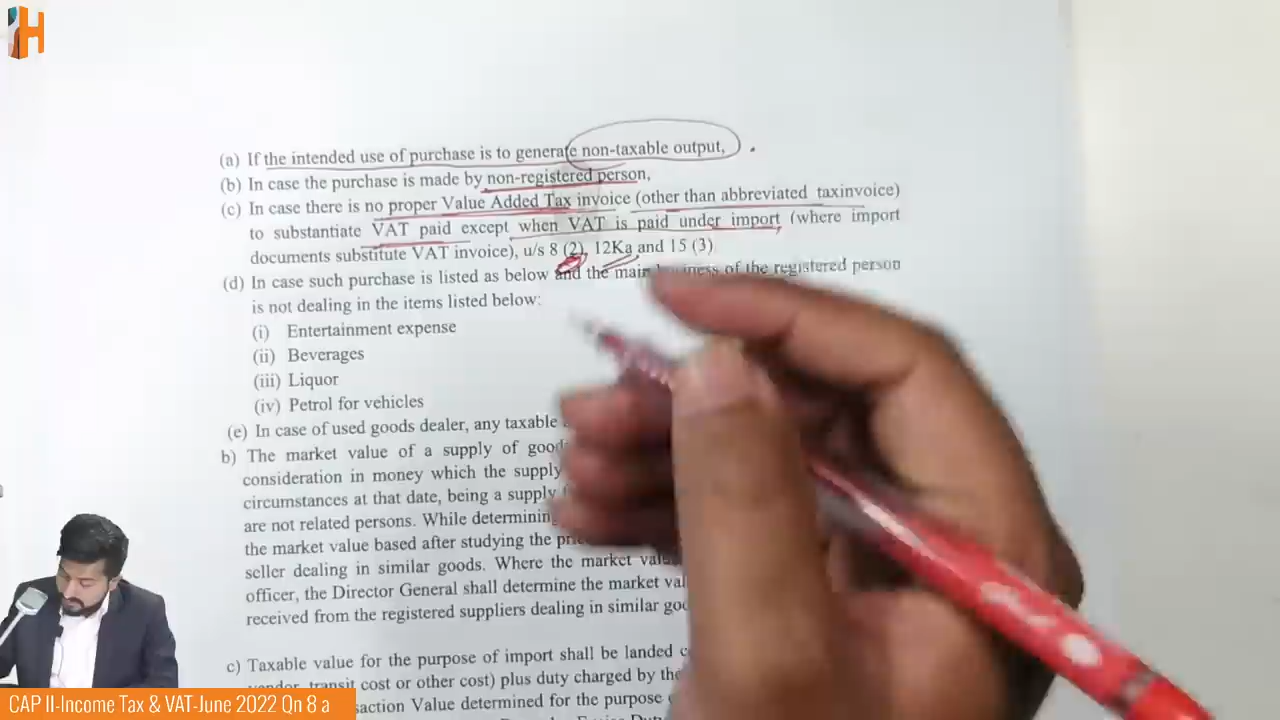 H
(a) If the intended use of purchase is to generate non-taxable output,
(b) In case the purchase is made by non-registered person,
(c) In case there is no proper Value Added Tax invoice (other than abbreviated taxinvoice)
to substantiate VAT paid except when VAT is paid under import (where import
documents substitute VAT invoice), u/s 8 (2), 12Ka and 15 (3)
(d) In case such purchase is listed as below and the main business of the registered person
is not dealing in the items listed below:
(i) Entertainment expense
(ii) Beverages
(iii) Liquor
(iv) Petrol for vehicles
(e) In case of used goods dealer, any taxable
b) The market value of a supply of
consideration in money which the supply
circumstances at that date, being a supply
are not related persons. While determining
the market value based after studying the
seller dealing in similar goods. Where the market
officer, the Director General shall determine the market
received from the registered suppliers dealing in similar
c) Taxable value for the purpose of import shall be landed
transit cost or other cost) plus duty charged by the
Value determined for the purpose
CAP II-Income Tax & VAT-June 2022 Qn 8 a